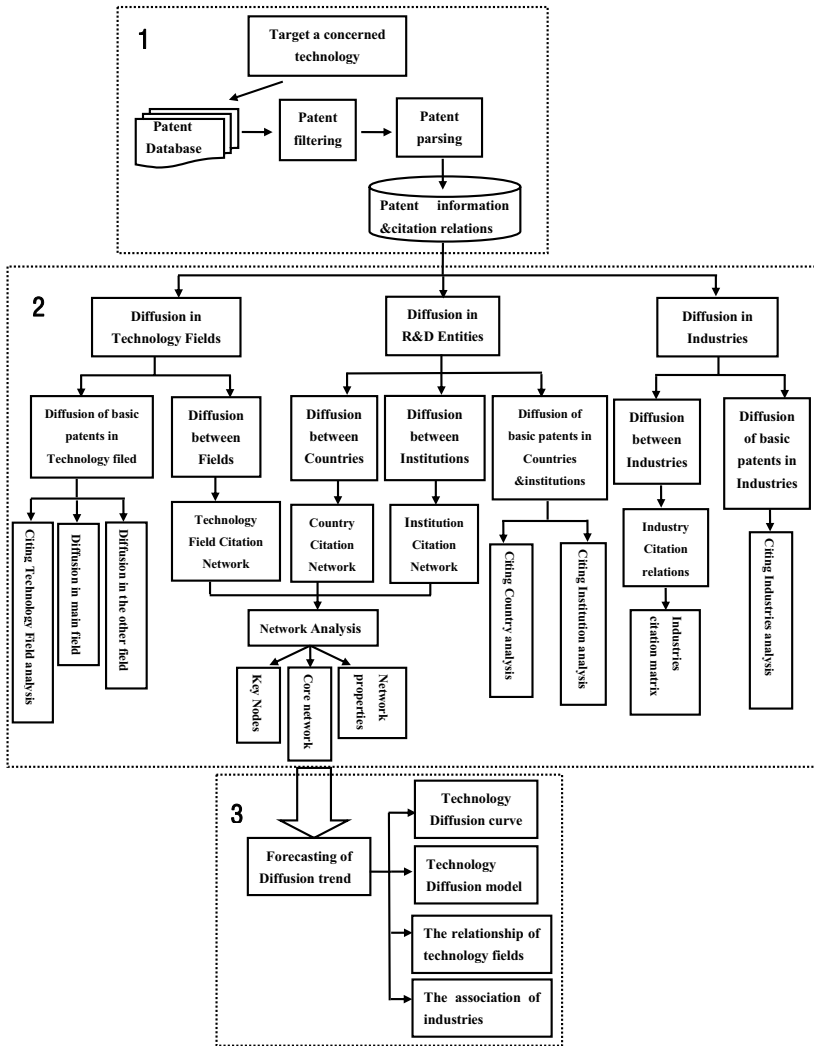 1
Target a concerned
technology
Patent
Database
Patent
filtering
Patent
parsing
Patent information
&citation relations
2
Diffusion in
Technology Fields
Diffusion in
R&D Entities
Diffusion in
Industries
Diffusion of basic
patents in
Technology filed
Diffusion
between
Fields
Diffusion
between
Countries
Diffusion
between
Institutions
Diffusion of
basic patents in
Countries
&institutions
Diffusion
between
Industries
Diffusion
of basic
patents in
Industries
Citing Technology Field analysis
Diffusion in main
field
Diffusion in the other
field
Technology
Field Citation
Network
Country
Citation
Network
Institution
Citation
Network
Citing Country analysis
Citing Institution analysis
Industry
Citation
relations
Industries
citation matrix
Citing Industries analysis
Network Analysis
Key Nodes
Core network
Network
properties
3
Forecasting of
Diffusion trend
Technology
Diffusion curve
Technology
Diffusion model
The relationship of
technology fields
The association of
industries